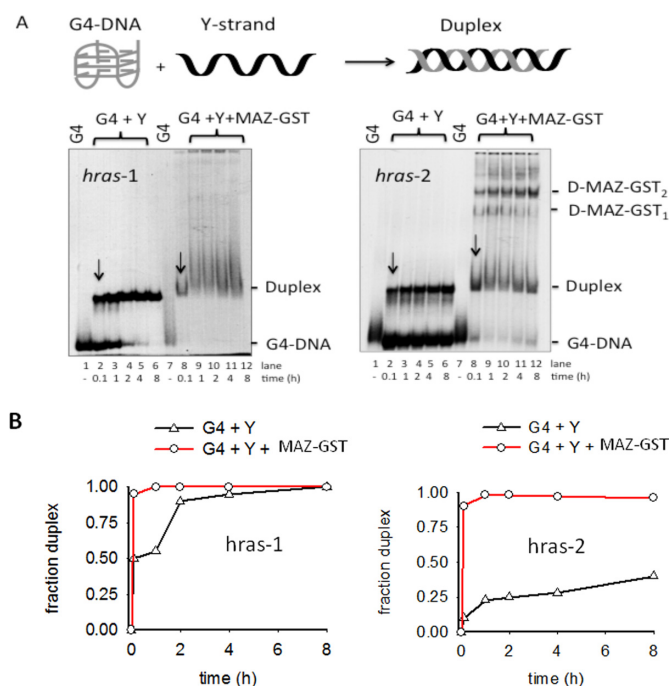 A
G4-DNA Y-strand Duplex
+
G4 G4 + Y G4 G4 +Y+MAZ-GST
hras-1
Duplex
G4-DNA
1 2 3 4 5 6 7 8 9 10 11 12 lane
- 0.1 1 2 4 8 - 0.1 1 2 4 8 time (h)
G4 G4 + Y G4 G4+Y+MAZ-GST
hras-2
D-MAZ-GST2
D-MAZ-GST1
Duplex
G4-DNA
1 2 3 4 5 6 7 8 9 10 11 12 lane
- 0.1 1 2 4 8 - 0.1 1 2 4 8 time (h)
B
G4 + Y
G4 + Y + MAZ-GST
fraction duplex
1.00
0.75
0.50
0.25
0.00
hras-1
0 2 4 6 8
time (h)
G4 + Y
G4 + Y + MAZ-GST
fraction duplex
1.00
0.75
0.50
0.25
0.00
hras-2
0 2 4 6 8
time (h)